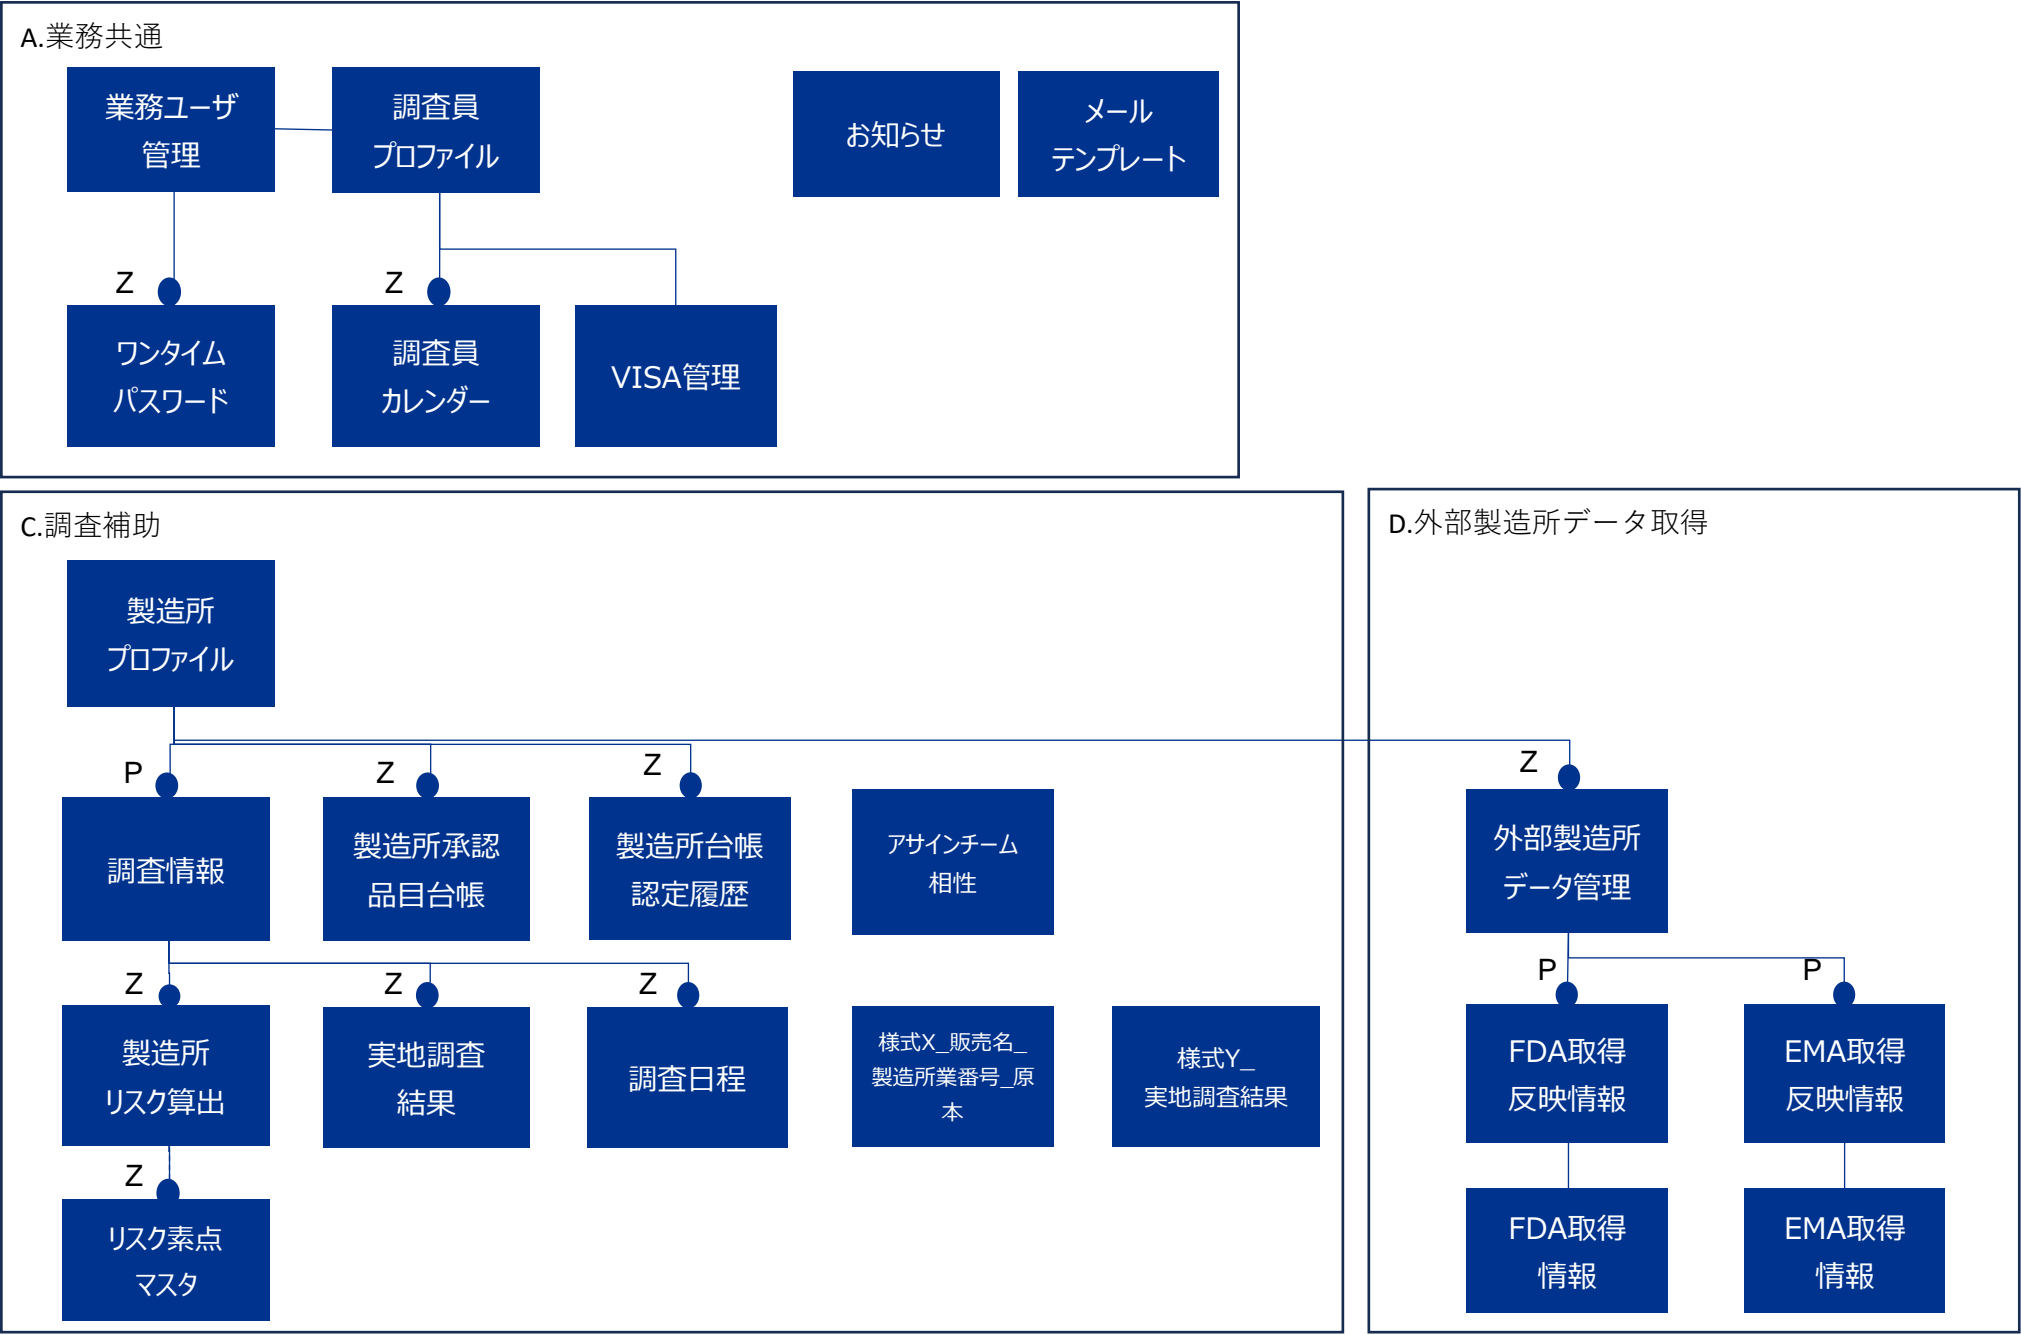 A.業務共通
業務ユーザ
管理
調査員
プロファイル
お知らせ
メール
テンプレート
Z
Z
ワンタイム
パスワード
調査員
カレンダー
VISA管理
C.調査補助
製造所
プロファイル
P
Z
Z
調査情報
製造所承認
品目台帳
製造所台帳
認定履歴
アサインチーム
相性
Z
Z
Z
製造所
リスク算出
実地調査
結果
調査日程
様式X_販売名_
製造所業番号_原
本
様式Y_
実地調査結果
Z
リスク素点
マスタ
D.外部製造所データ取得
Z
外部製造所
データ管理
P
P
FDA取得
反映情報
EMA取得
反映情報
FDA取得
情報
EMA取得
情報